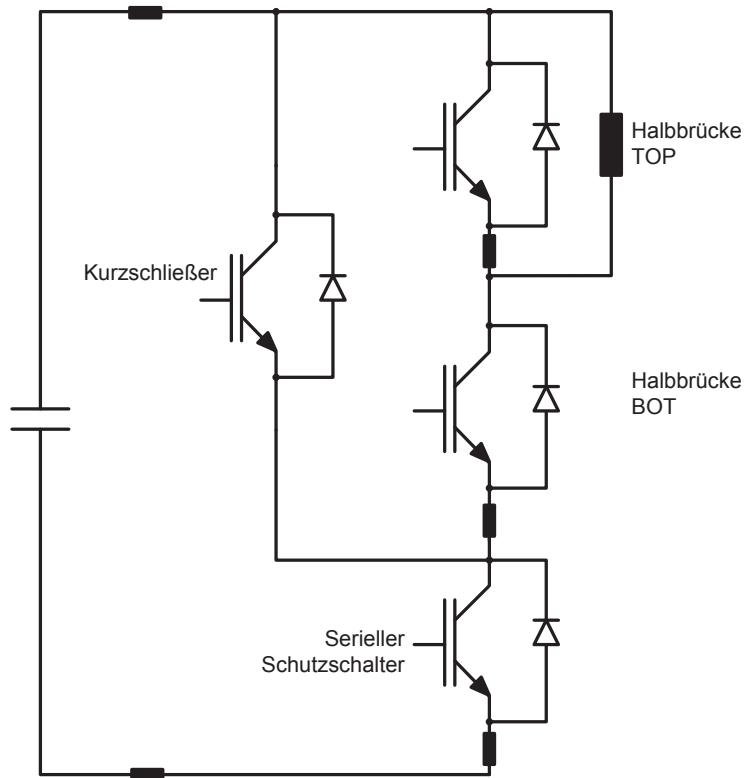 Halbbrücke
TOP
Kurzschließer
Halbbrücke
BOT
Serieller
Schutzschalter